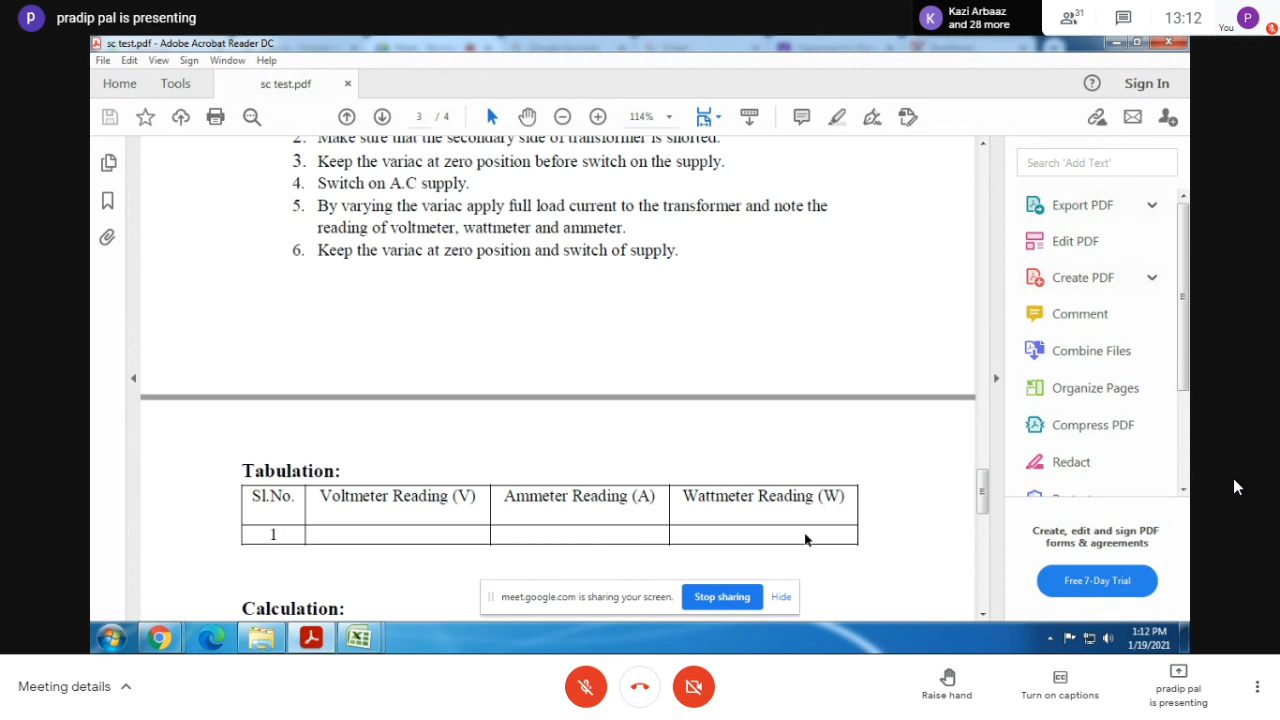 p pradip pal is presenting
K Kazi Arbaaz and 28 more
31
13:12
You P
sc test.pdf - Adobe Acrobat Reader DC
File Edit View Sign Window Help
Home Tools sc test.pdf × Sign In
3 / 4 114%
2. Make sure that the secondary side of transformer is shorted.
3. Keep the variac at zero position before switch on the supply.
4. Switch on A.C supply.
5. By varying the variac apply full load current to the transformer and note the
reading of voltmeter, wattmeter and ammeter.
6. Keep the variac at zero position and switch of supply.
Tabulation:
Sl.No. Voltmeter Reading (V) Ammeter Reading (A) Wattmeter Reading (W)
1
Calculation:
Search 'Add Text'
Export PDF
Edit PDF
Create PDF
Comment
Combine Files
Organize Pages
Compress PDF
Redact
Create, edit and sign PDF
forms & agreements
Free 7-Day Trial
meet.google.com is sharing your screen. Stop sharing Hide
1:12 PM
1/19/2021
Meeting details
Raise hand
CC
Turn on captions
pradip pal
is presenting